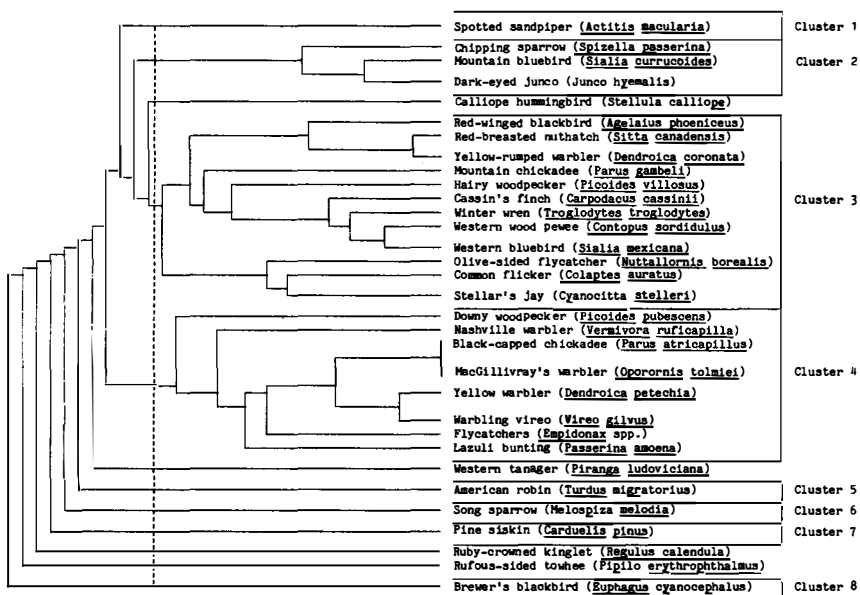 Spotted sandpiper (Actitis macularia) Cluster 1
Chipping sparrow (Spizella passerina)
Mountain bluebird (Sialia currucoides) Cluster 2
Dark-eyed junco (Junco hyemalis)
Calliope hummingbird (Stellula calliope)
Red-winged blackbird (Agelaius phoeniceus)
Red-breasted nuthatch (Sitta canadensis)
Yellow-rumped warbler (Dendroica coronata)
Mountain chickadee (Parus gambeli)
Hairy woodpecker (Picoides villosus)
Cassin's finch (Carpodacus cassinii) Cluster 3
Winter wren (Troglodytes troglodytes)
Western wood pewee (Contopus sordidulus)
Western bluebird (Sialia mexicana)
Olive-sided flycatcher (Nuttallornis borealis)
Common flicker (Colaptes auratus)
Stellar's jay (Cyanocitta stelleri)
Downy woodpecker (Picoides pubescens)
Nashville warbler (Vermivora ruficapilla)
Black-capped chickadee (Parus atricapillus)
MacGillivray's warbler (Oporornis tolmiei) Cluster 4
Yellow warbler (Dendroica petechia)
Warbling vireo (Vireo gilvus)
Flycatchers (Empidonax spp.)
Lazuli bunting (Passerina amoena)
Western tanager (Piranga ludoviciana)
American robin (Turdus migratorius) Cluster 5
Song sparrow (Melospiza melodia) Cluster 6
Pine siskin (Carduelis pinus) Cluster 7
Ruby-crowned kinglet (Regulus calendula)
Rufous-sided towhee (Pipilo erythrophthalmus)
Brewer's blackbird (Euphagus cyanocephalus) Cluster 8